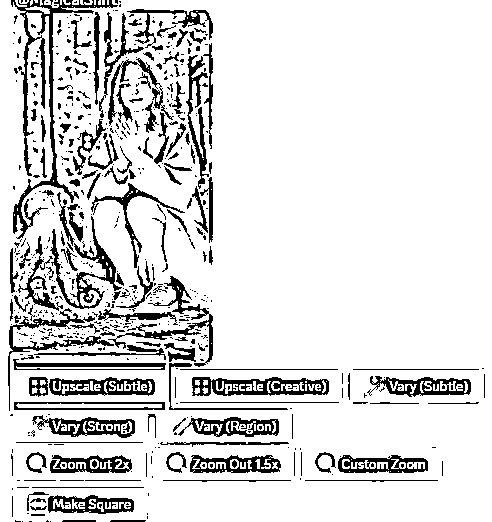 @MagicalShift
Upscale (Subtle) Upscale (Creative) Vary (Subtle)
Vary (Strong) Vary (Region)
Zoom Out 2x Zoom Out 1.5x Custom Zoom
Make Square